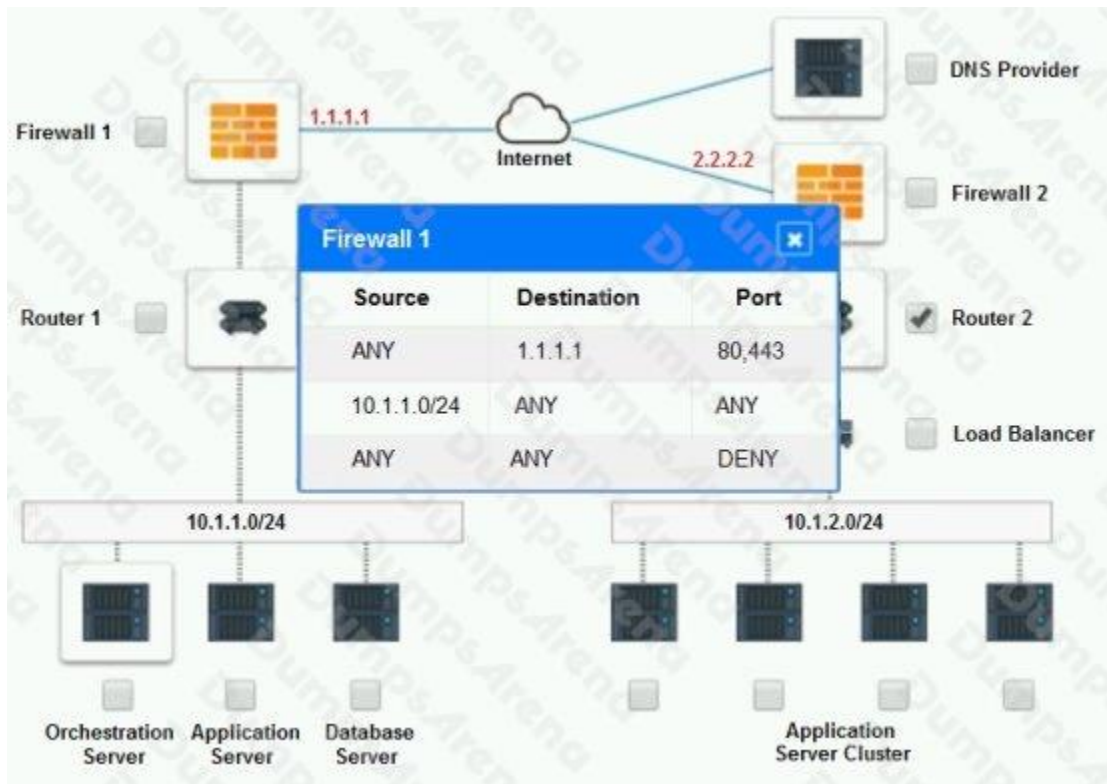 DNS Provider
Firewall 1
1.1.1.1
Internet
2.2.2.2
Firewall 2
Firewall 1
Source Destination Port
ANY 1.1.1.1 80,443
10.1.1.0/24 ANY ANY
ANY ANY DENY
Router 1
Router 2
Load Balancer
10.1.1.0/24
10.1.2.0/24
Orchestration
Server
Application
Server
Database
Server
Application
Server Cluster
DumpsArena